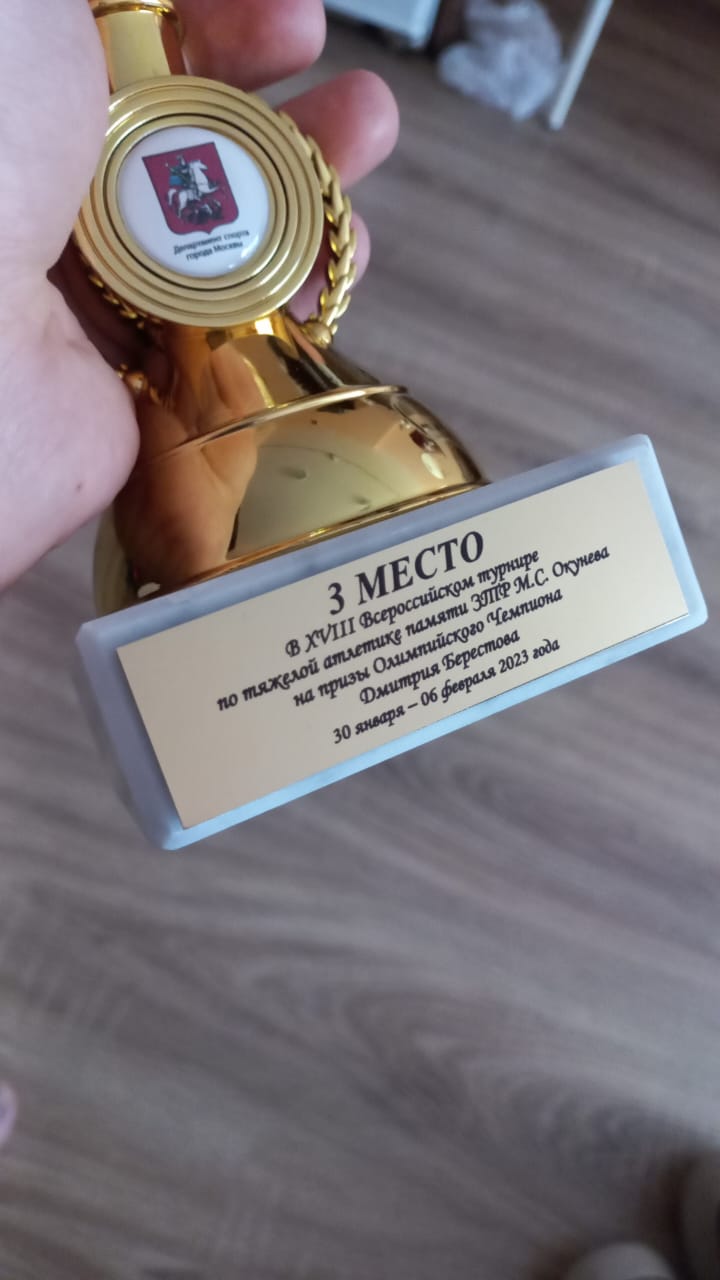 Департамент спорта
города Москвы
3 МЕСТО
В XVIII Всероссийском турнире
по тяжелой атлетике памяти ЗТР М.С. Окунева
на призы Олимпийского Чемпиона
Дмитрия Берестова
30 января – 06 февраля 2023 года